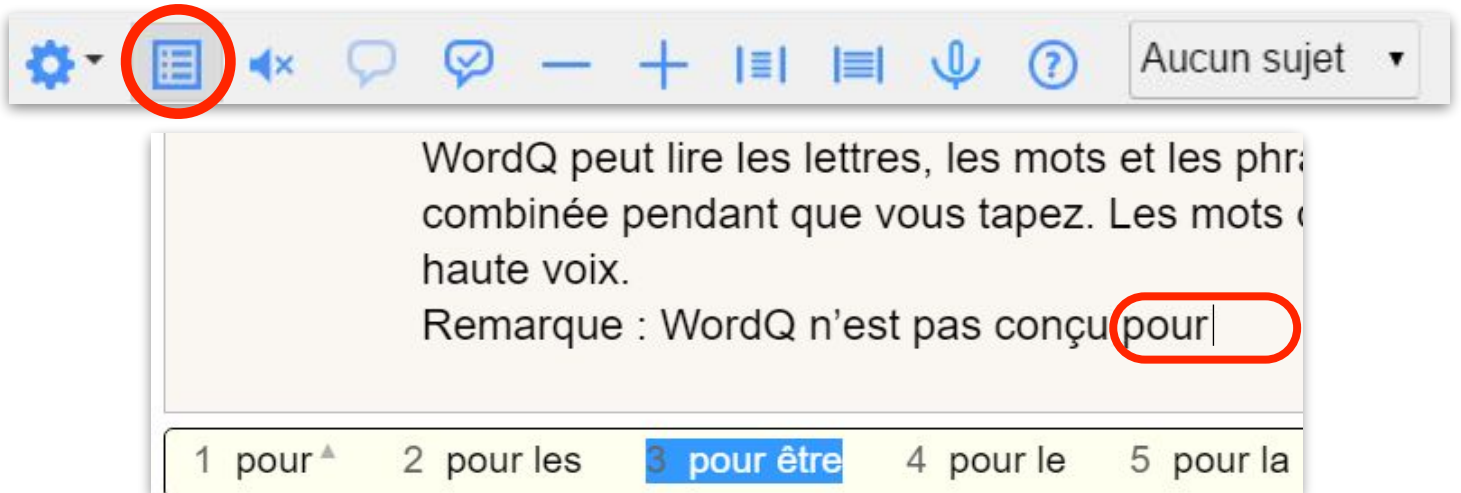 Aucun sujet
WordQ peut lire les lettres, les mots et les phr
combinée pendant que vous tapez. Les mots
haute voix.
Remarque : WordQ n’est pas conçu pour
1 pour 2 pour les 3 pour être 4 pour le 5 pour la